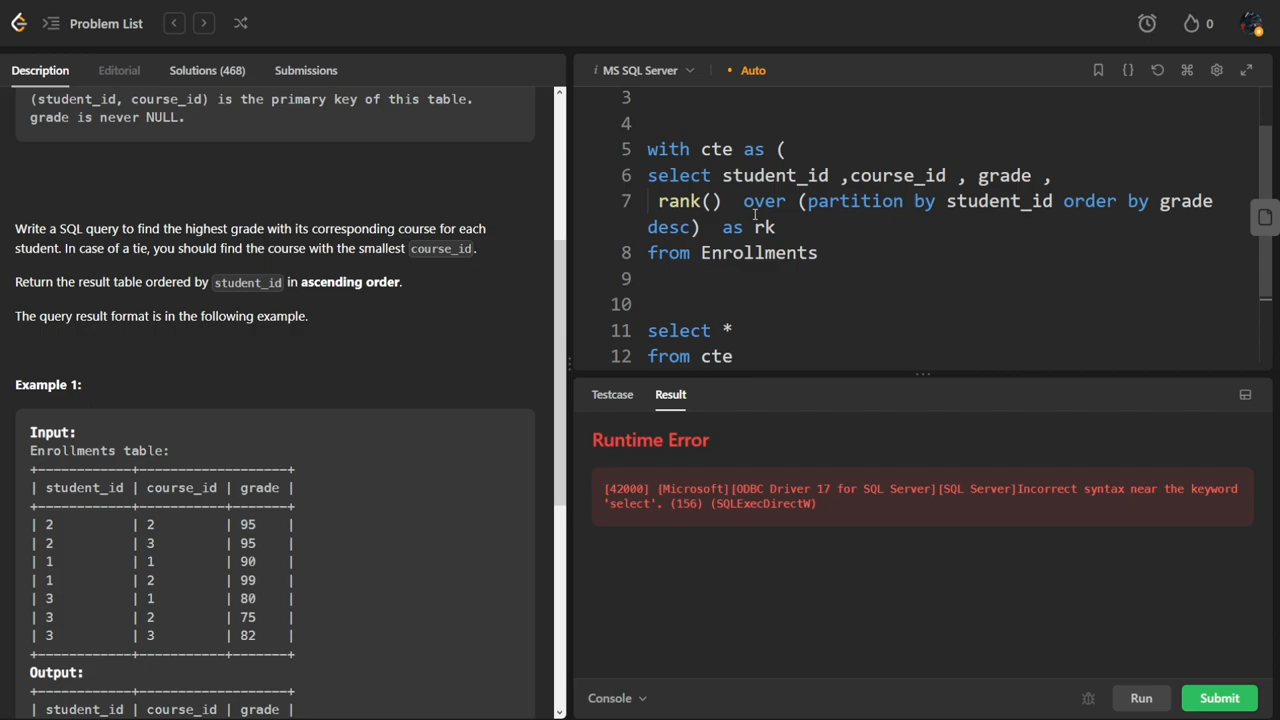 Problem List
0
Description
Editorial
Solutions (468)
Submissions
(student_id, course_id) is the primary key of this table.
grade is never NULL.
Write a SQL query to find the highest grade with its corresponding course for each
student. In case of a tie, you should find the course with the smallest course_id.
Return the result table ordered by student_id in ascending order.
The query result format is in the following example.
Example 1:
Input:
Enrollments table:
+------------+-------------------+
| student_id | course_id | grade |
+------------+-----------+-------+
| 2 | 2 | 95 |
| 2 | 3 | 95 |
| 1 | 1 | 90 |
| 1 | 2 | 99 |
| 3 | 1 | 80 |
| 3 | 2 | 75 |
| 3 | 3 | 82 |
+------------+-----------+-------+
Output:
+------------+-------------------+
| student_id | course_id | grade |
i MS SQL Server
• Auto
3
4
5 with cte as (
6 select student_id ,course_id , grade ,
7 rank() over (partition by student_id order by grade
desc) as rk
8 from Enrollments
9
10
11 select *
12 from cte
Testcase
Result
Runtime Error
[42000] [Microsoft][ODBC Driver 17 for SQL Server][SQL Server]Incorrect syntax near the keyword
'select'. (156) (SQLExecDirectW)
Console
Run
Submit